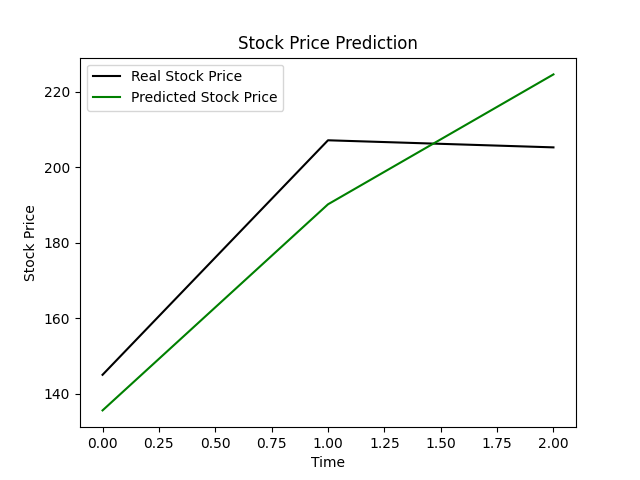 Stock Price Prediction
Real Stock Price
Predicted Stock Price
Stock Price
220
200
180
160
140
0.00 0.25 0.50 0.75 1.00 1.25 1.50 1.75 2.00
Time